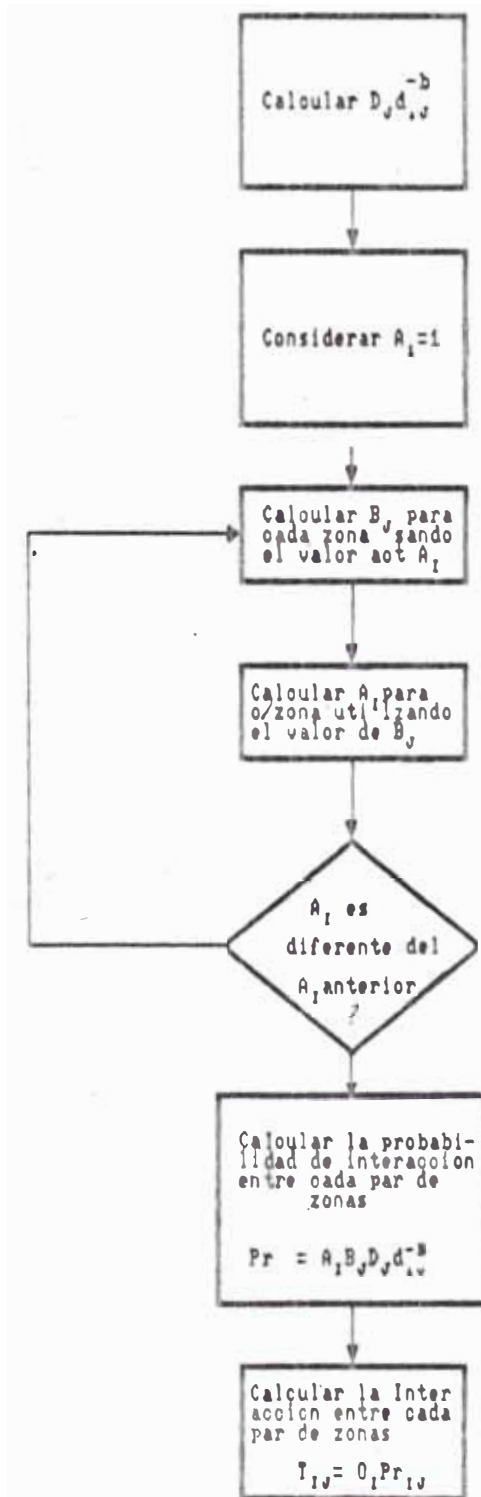 Calcular D_J d_IJ^-b
Considerar A_I=1
Calcular B_J para
cada zona sando
el valor act A_I
Calcular A_I para
c/zona utilizando
el valor de B_J
A_I es
diferente del
A_I anterior
?
Calcular la probabi-
lidad de interaccion
entre cada par de
zonas
Pr = A_I B_J D_J d_IJ^-B
Calcular la Inter
accion entre cada
par de zonas
T_IJ= O_I Pr_IJ